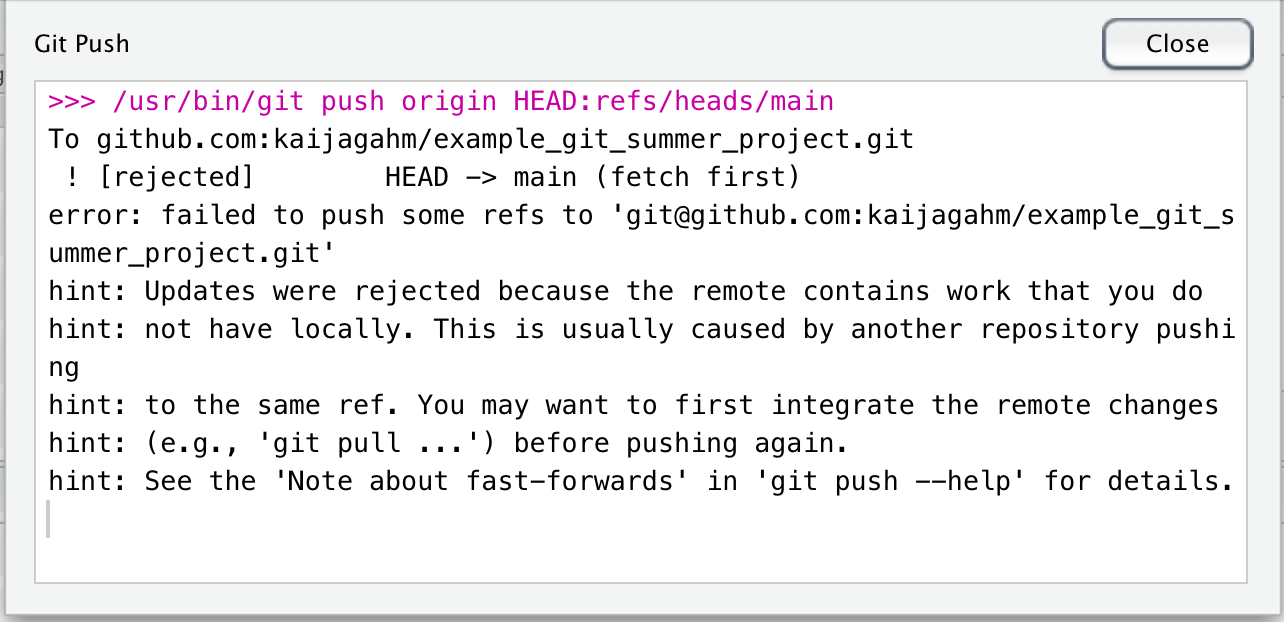 Git Push
Close
>>> /usr/bin/git push origin HEAD:refs/heads/main
To github.com:kaijagahm/example_git_summer_project.git
 ! [rejected]        HEAD -> main (fetch first)
error: failed to push some refs to 'git@github.com:kaijagahm/example_git_s
ummer_project.git'
hint: Updates were rejected because the remote contains work that you do
hint: not have locally. This is usually caused by another repository pushi
ng
hint: to the same ref. You may want to first integrate the remote changes
hint: (e.g., 'git pull ...') before pushing again.
hint: See the 'Note about fast-forwards' in 'git push --help' for details.